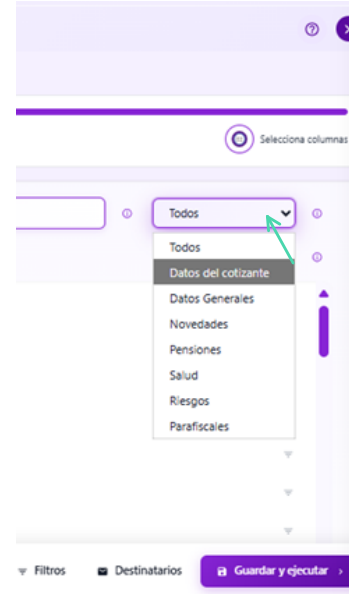 Selecciona columnas
Todos
Todos
Datos del cotizante
Datos Generales
Novedades
Pensiones
Salud
Riesgos
Parafiscales
Filtros
Destinatarios
Guardar y ejecutar